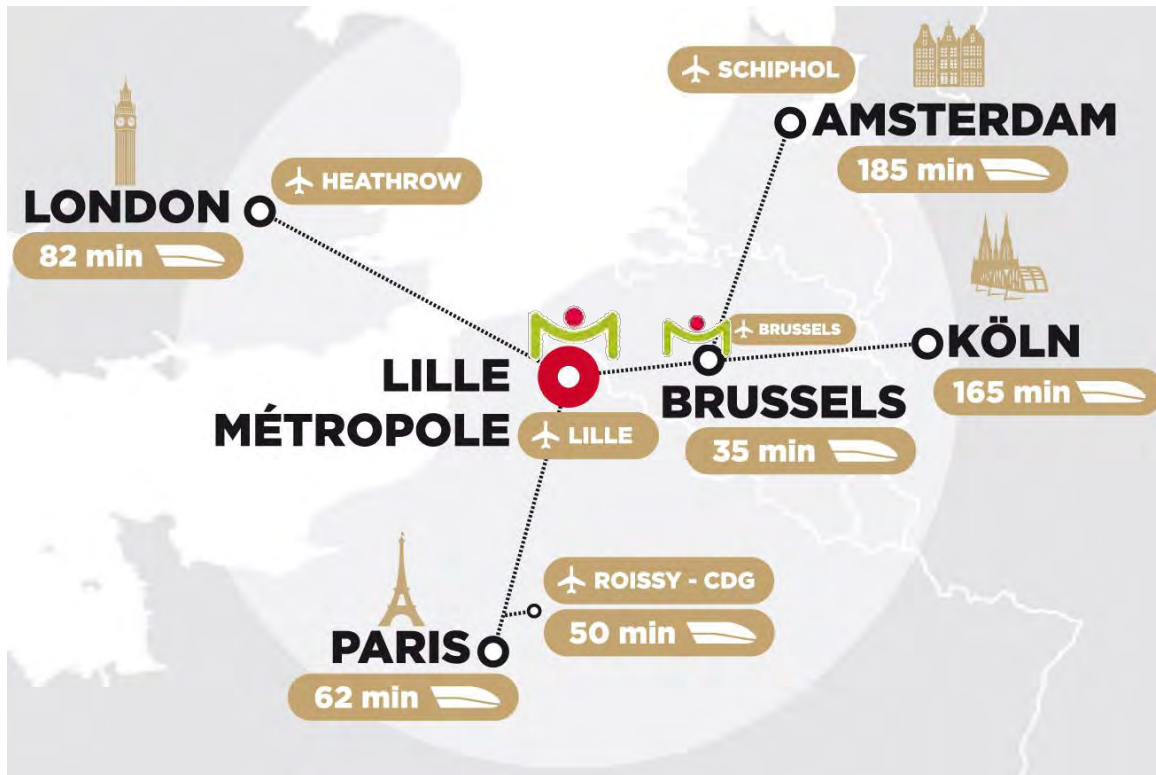 SCHIPHOL
AMSTERDAM
185 min
HEATHROW
LONDON
82 min
BRUSSELS
KÖLN
165 min
LILLE
MÉTROPOLE
LILLE
BRUSSELS
35 min
ROISSY - CDG
50 min
PARIS
62 min